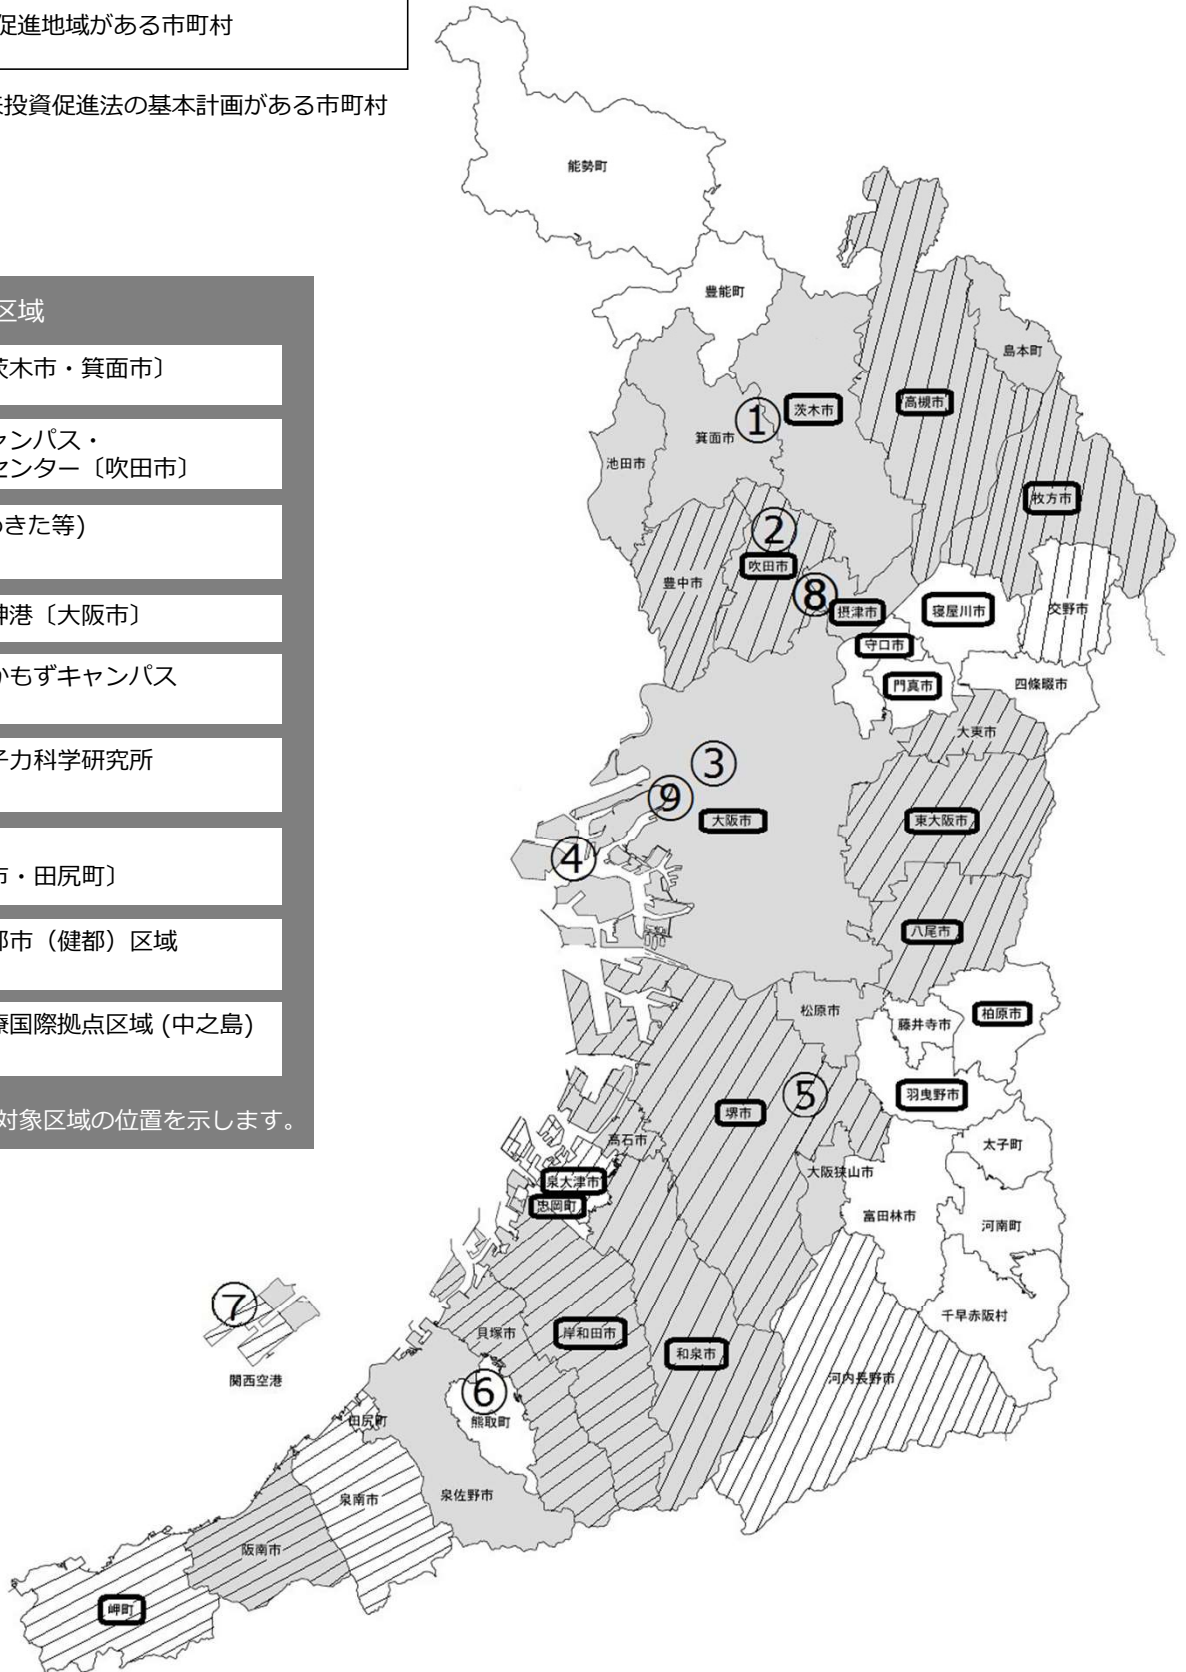 促進地域がある市町村
投資促進法の基本計画がある市町村
区域
茨木市・箕面市〕
ャンパス・
センター〔吹田市〕
きた等)
神港〔大阪市〕
かもずキャンパス
子力科学研究所
市・田尻町〕
都市（健都）区域
療国際拠点区域 (中之島)
対象区域の位置を示します。
能勢町
豊能町
島本町
高槻市
茨木市
①
箕面市
池田市
枚方市
②
吹田市
豊中市
⑧
摂津市
寝屋川市
交野市
守口市
門真市
四條畷市
大東市
③
⑨
大阪市
東大阪市
④
八尾市
松原市
藤井寺市
柏原市
⑤
羽曳野市
堺市
高石市
太子町
大阪狭山市
泉大津市
忠岡町
富田林市
河南町
⑦
千早赤阪村
貝塚市
岸和田市
和泉市
関西空港
河内長野市
⑥
熊取町
田尻町
泉佐野市
泉南市
阪南市
岬町